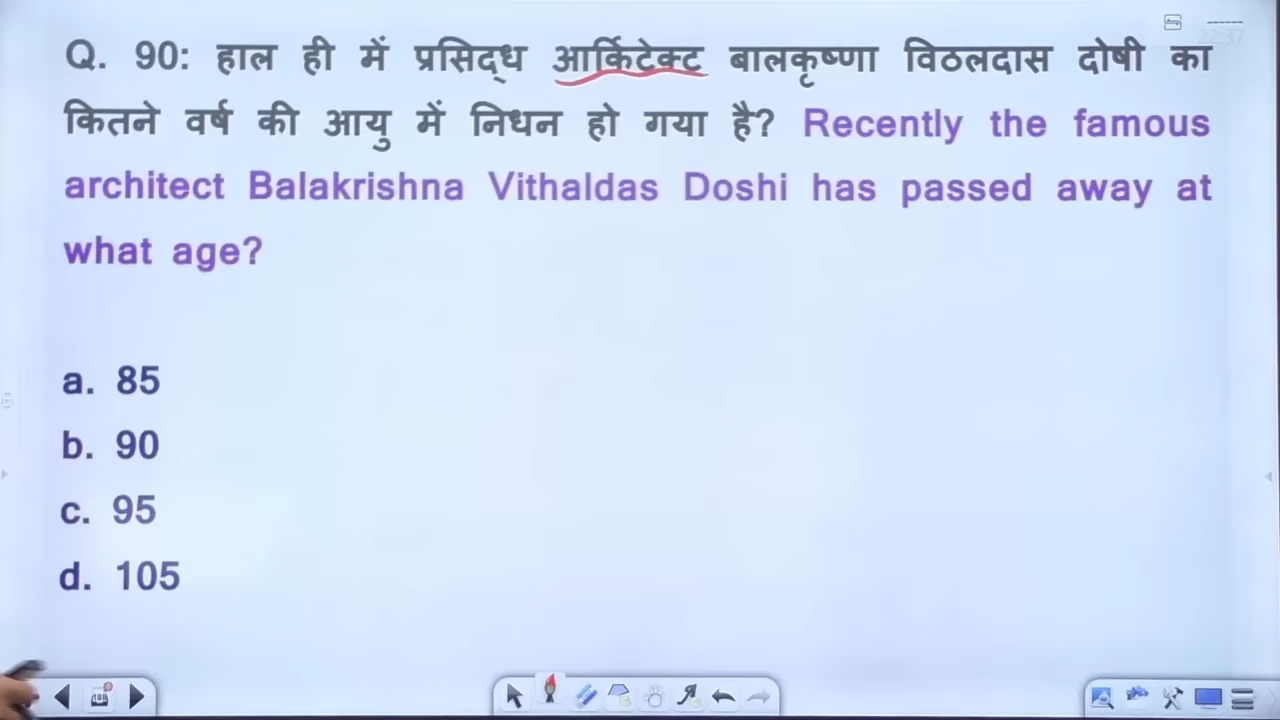 Q. 90: हाल ही में प्रसिद्ध आर्किटेक्ट बालकृष्णा विठलदास दोषी का
कितने वर्ष की आयु में निधन हो गया है? Recently the famous
architect Balakrishna Vithaldas Doshi has passed away at
what age?
a. 85
b. 90
c. 95
d. 105